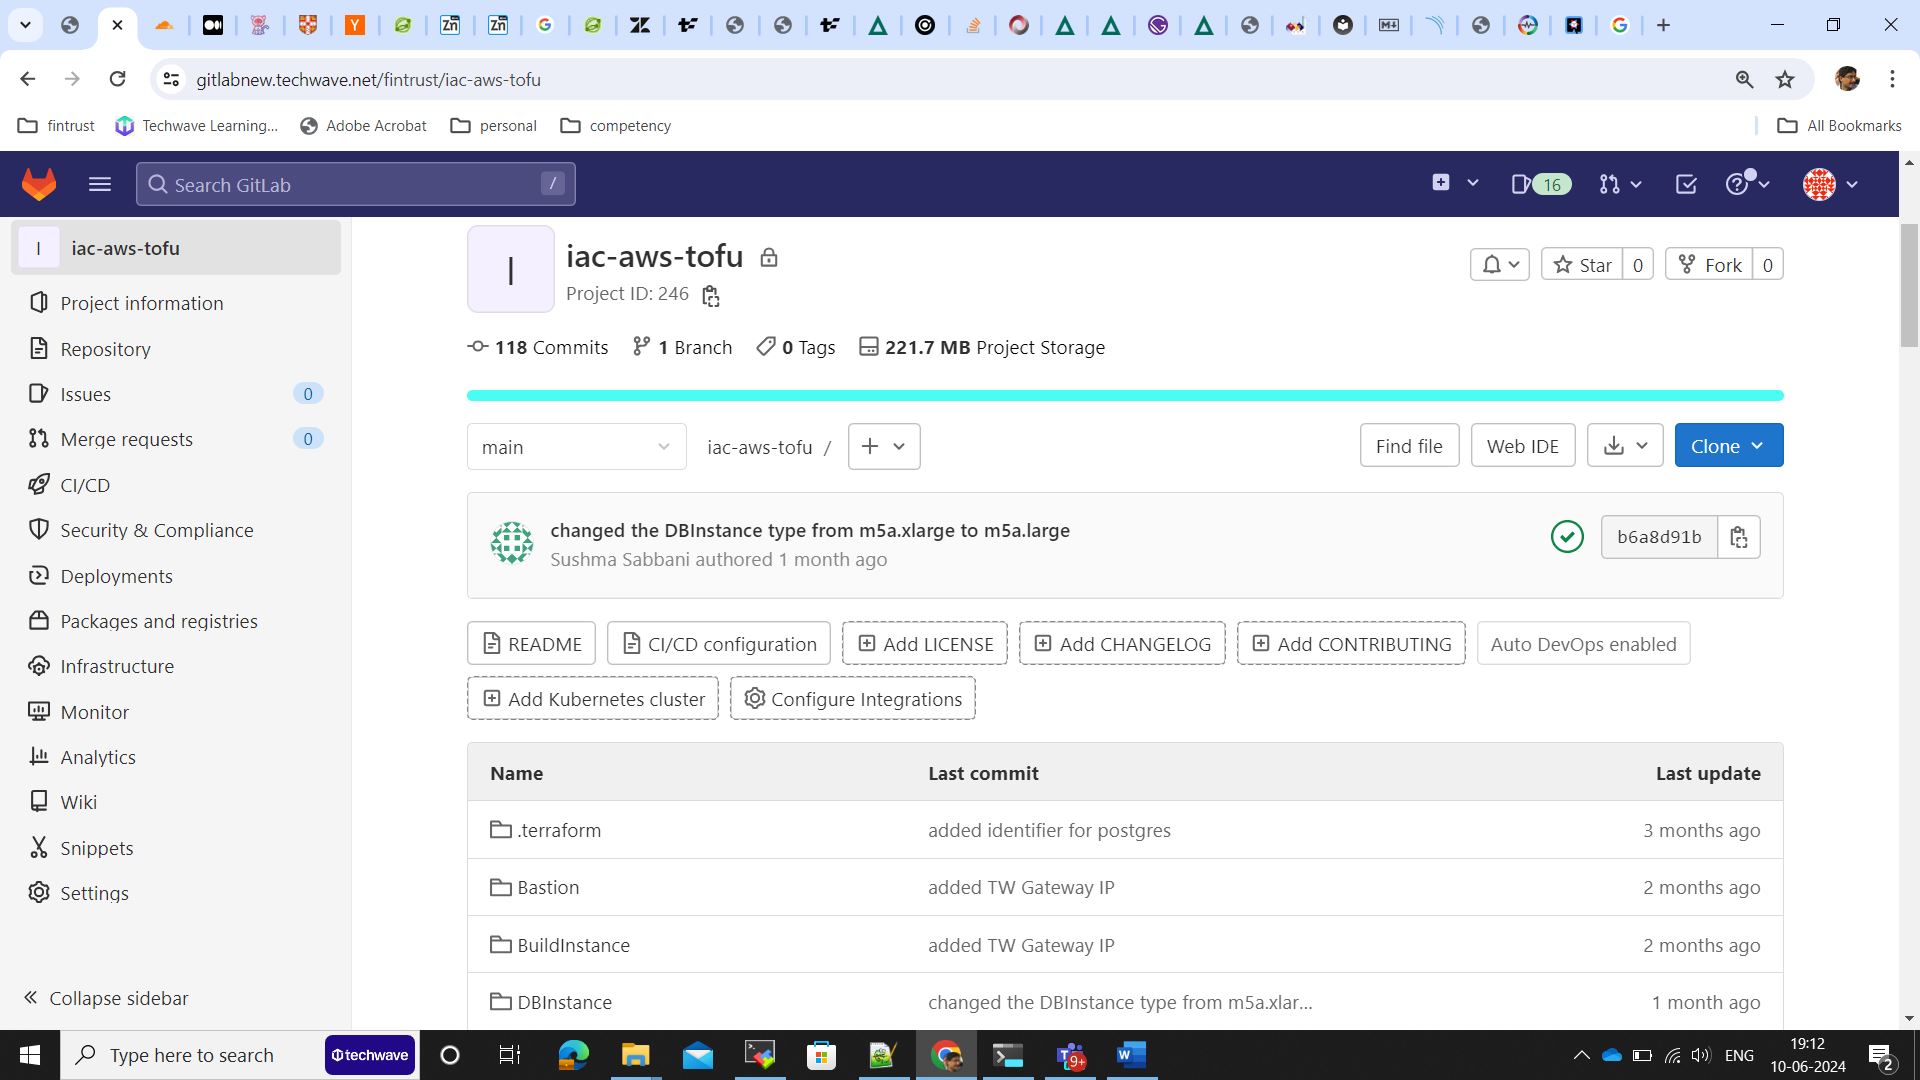 gitlabnew.techwave.net/fintrust/iac-aws-tofu
fintrust
Techwave Learning...
Adobe Acrobat
personal
competency
All Bookmarks
Search GitLab
/
16
I
iac-aws-tofu
Project information
Repository
Issues
0
Merge requests
0
CI/CD
Security & Compliance
Deployments
Packages and registries
Infrastructure
Monitor
Analytics
Wiki
Snippets
Settings
Collapse sidebar
I
iac-aws-tofu
Project ID: 246
Star
0
Fork
0
118 Commits
1 Branch
0 Tags
221.7 MB Project Storage
main
iac-aws-tofu /
Find file
Web IDE
Clone
changed the DBInstance type from m5a.xlarge to m5a.large
Sushma Sabbani authored 1 month ago
b6a8d91b
README
CI/CD configuration
Add LICENSE
Add CHANGELOG
Add CONTRIBUTING
Auto DevOps enabled
Add Kubernetes cluster
Configure Integrations
Name Last commit Last update
.terraform added identifier for postgres 3 months ago
Bastion added TW Gateway IP 2 months ago
BuildInstance added TW Gateway IP 2 months ago
DBInstance changed the DBInstance type from m5a.xlar... 1 month ago
Type here to search
techwave
9+
ENG
19:12
10-06-2024
2